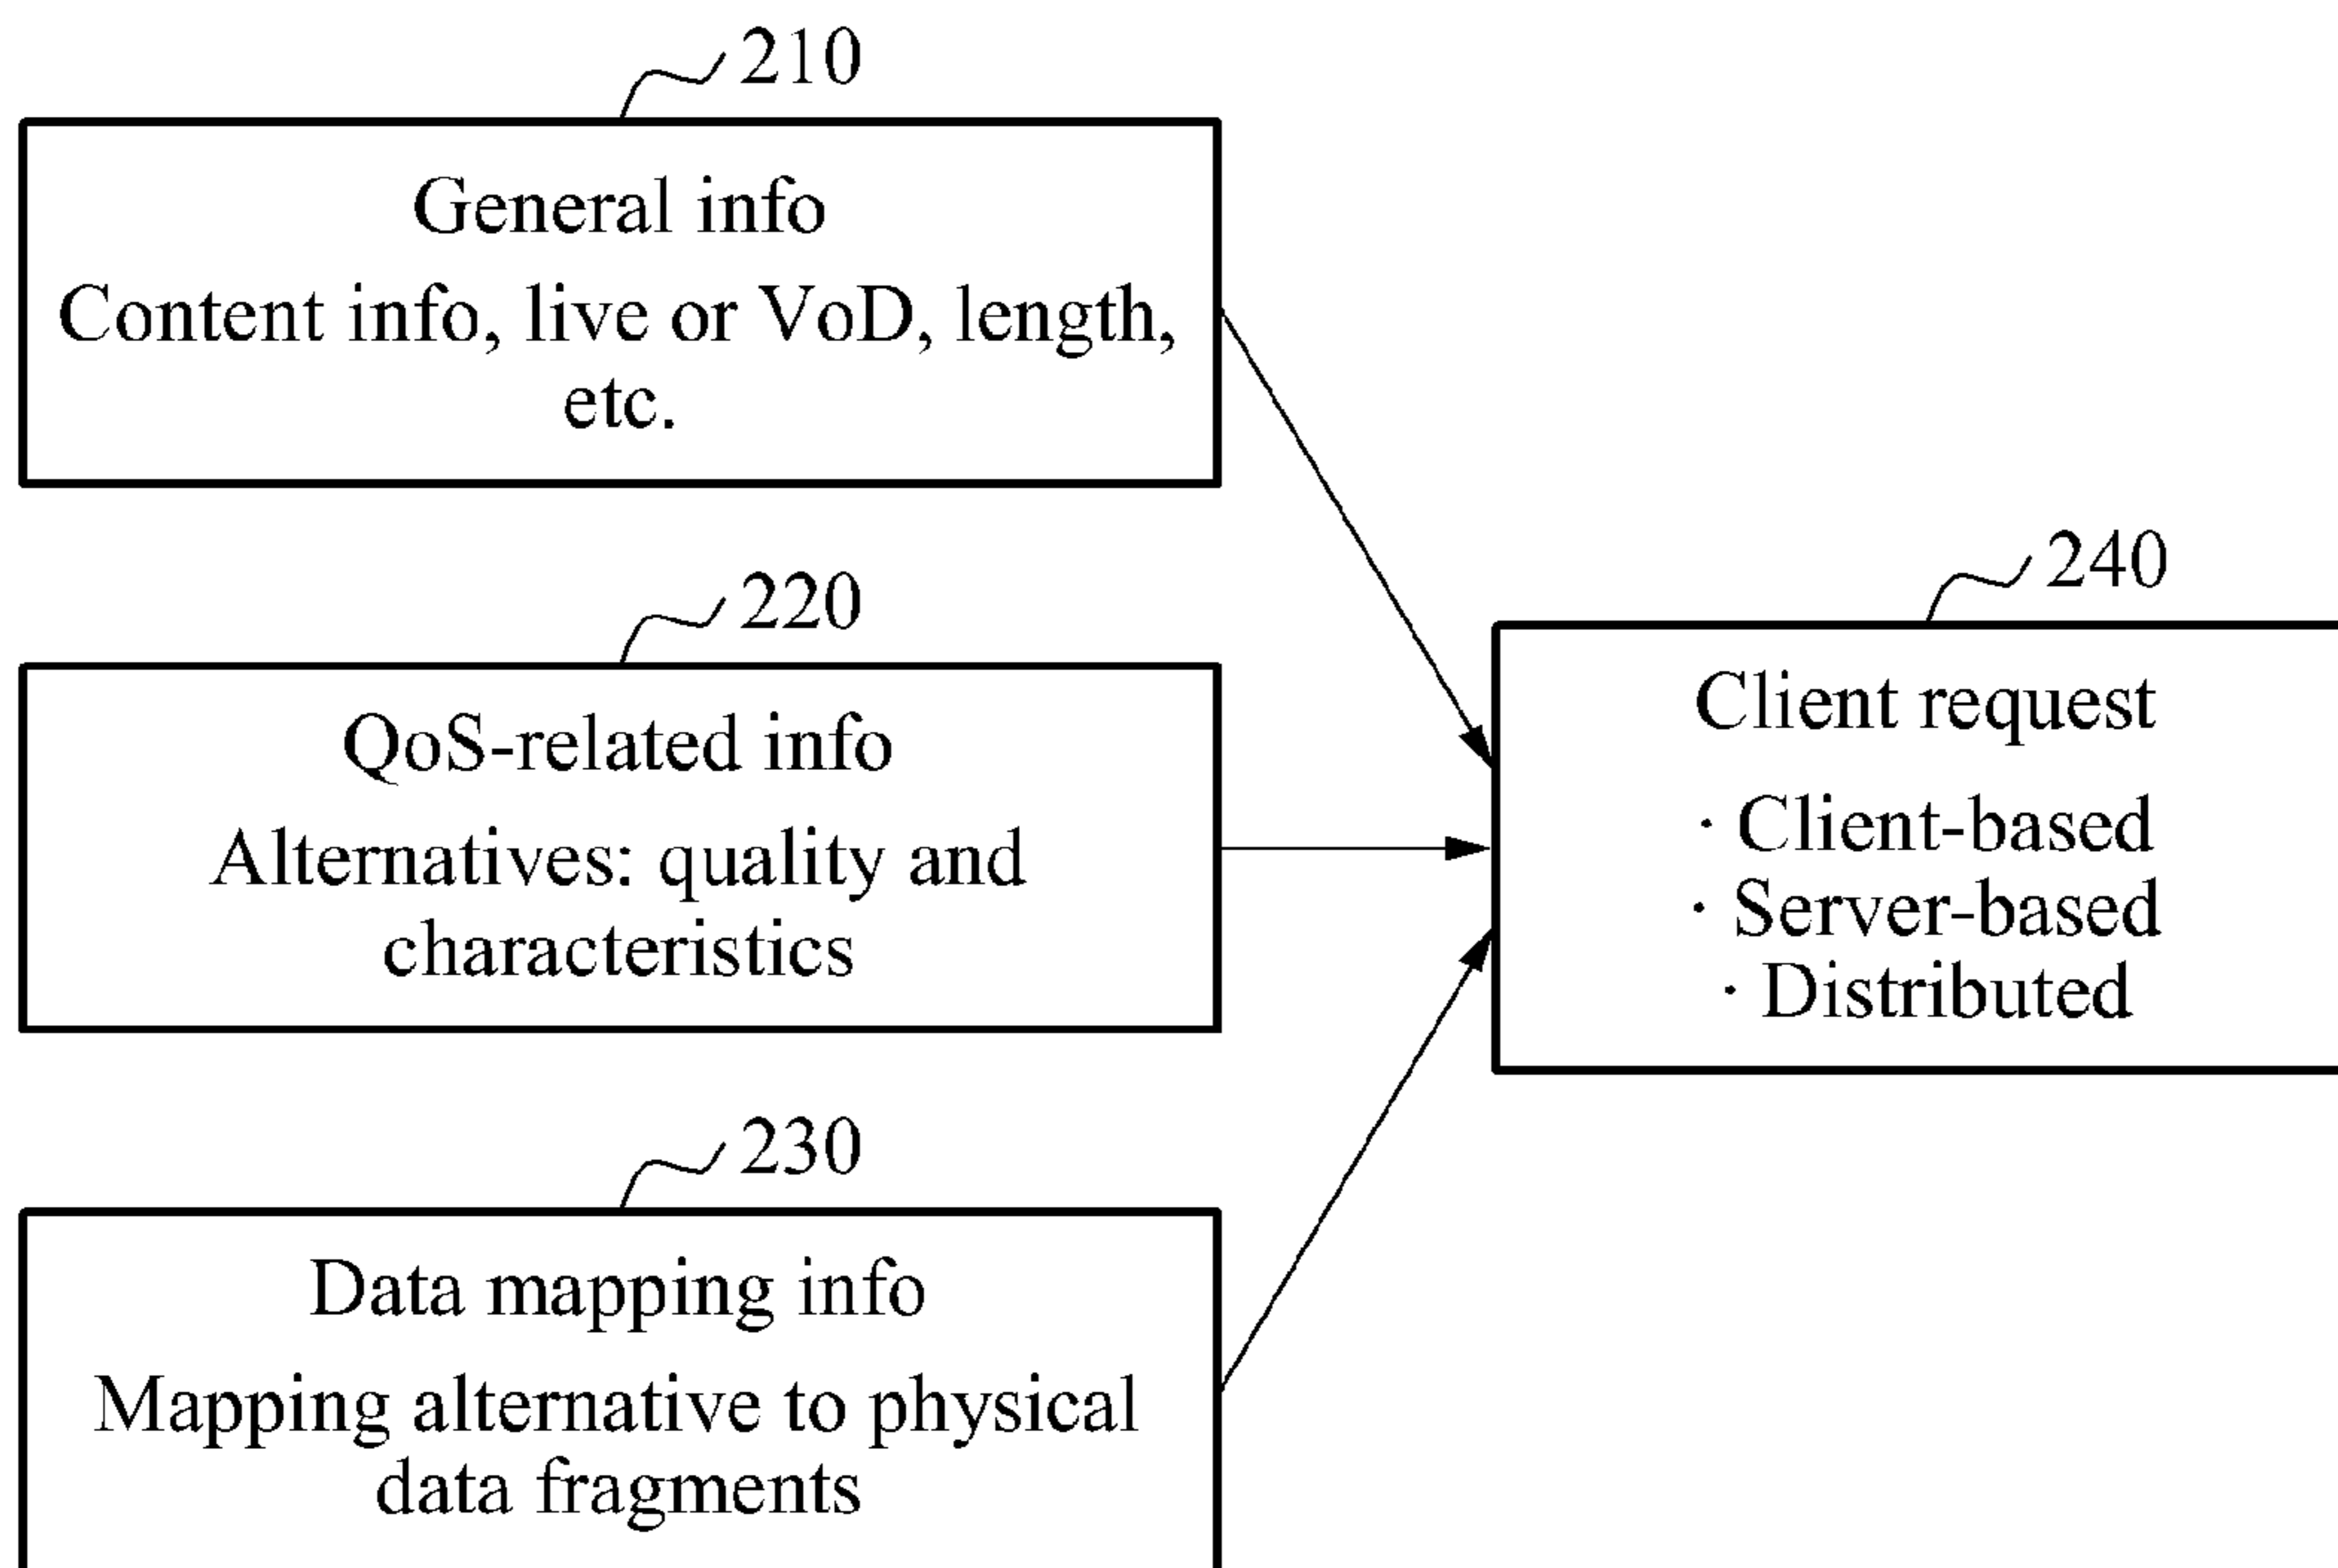 210
General info
Content info, live or VoD, length,
etc.
220
QoS-related info
Alternatives: quality and
characteristics
230
Data mapping info
Mapping alternative to physical
data fragments
240
Client request
· Client-based
· Server-based
· Distributed